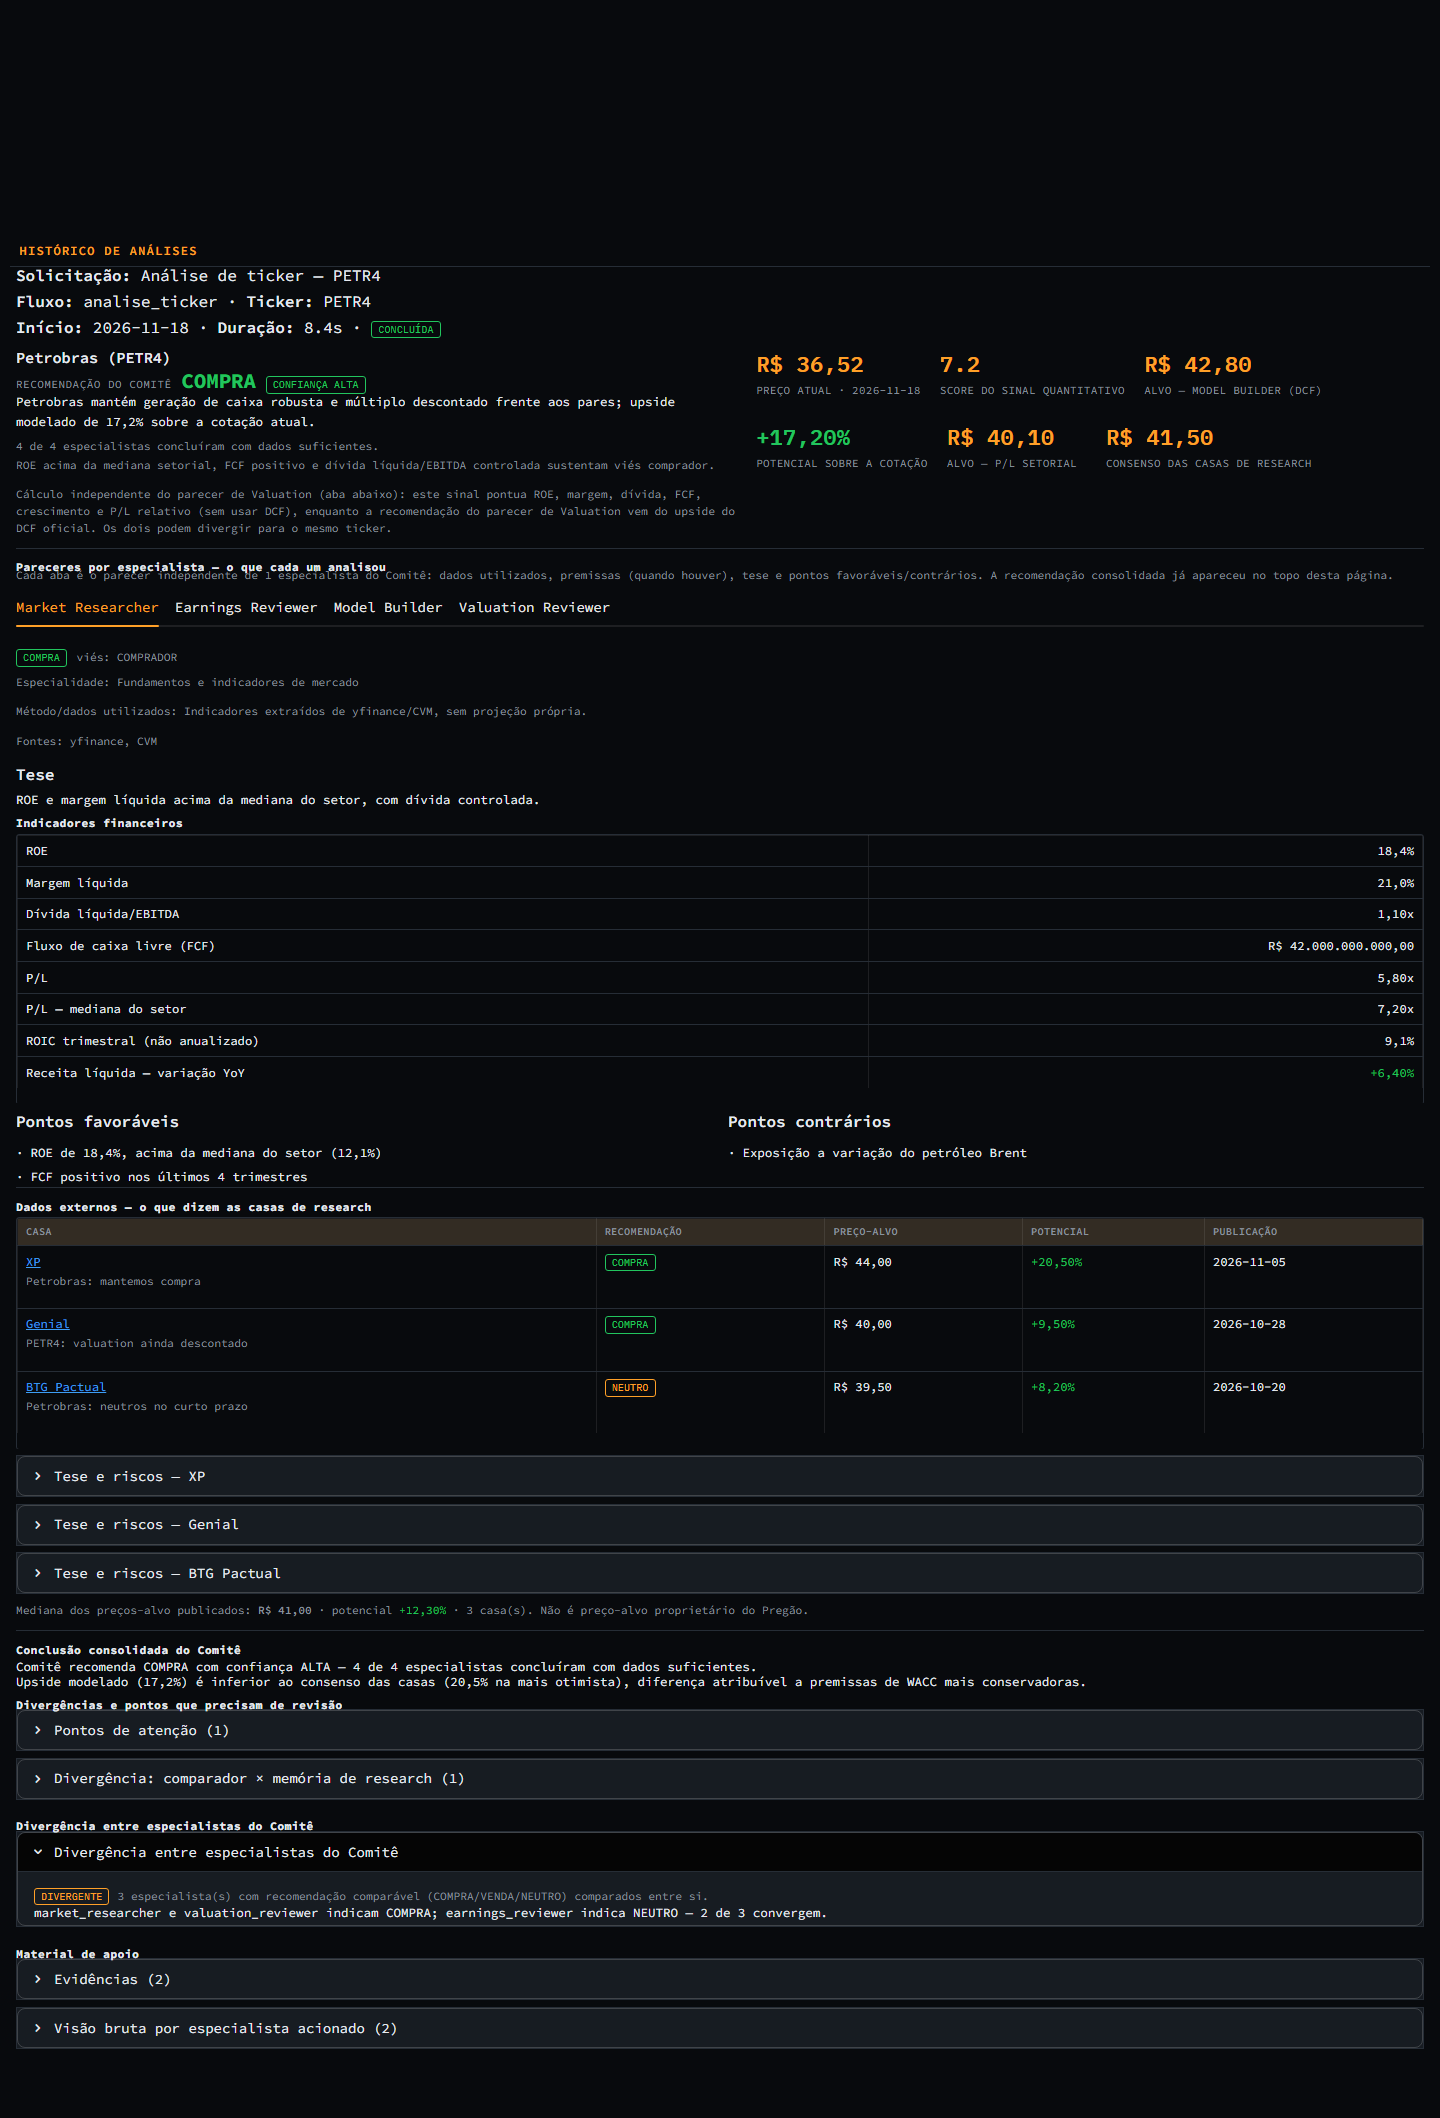 HISTÓRICO DE ANÁLISES
Solicitação: Análise de ticker — PETR4
Fluxo: analise_ticker · Ticker: PETR4
Início: 2026-11-18 · Duração: 8.4s · CONCLUÍDA
Petrobras (PETR4)
RECOMENDAÇÃO DO COMITÊ COMPRA CONFIANÇA ALTA
Petrobras mantém geração de caixa robusta e múltiplo descontado frente aos pares; upside
modelado de 17,2% sobre a cotação atual.
4 de 4 especialistas concluíram com dados suficientes.
ROE acima da mediana setorial, FCF positivo e dívida líquida/EBITDA controlada sustentam viés comprador.
Cálculo independente do parecer de Valuation (aba abaixo): este sinal pontua ROE, margem, dívida, FCF,
crescimento e P/L relativo (sem usar DCF), enquanto a recomendação do parecer de Valuation vem do upside do
DCF oficial. Os dois podem divergir para o mesmo ticker.
R$ 36,52
PREÇO ATUAL · 2026-11-18
7.2
SCORE DO SINAL QUANTITATIVO
R$ 42,80
ALVO — MODEL BUILDER (DCF)
+17,20%
POTENCIAL SOBRE A COTAÇÃO
R$ 40,10
ALVO — P/L SETORIAL
R$ 41,50
CONSENSO DAS CASAS DE RESEARCH
Pareceres por especialista — o que cada um analisou
Cada aba é o parecer independente de 1 especialista do Comitê: dados utilizados, premissas (quando houver), tese e pontos favoráveis/contrários. A recomendação consolidada já apareceu no topo desta página.
Market Researcher Earnings Reviewer Model Builder Valuation Reviewer
COMPRA viés: COMPRADOR
Especialidade: Fundamentos e indicadores de mercado
Método/dados utilizados: Indicadores extraídos de yfinance/CVM, sem projeção própria.
Fontes: yfinance, CVM
Tese
ROE e margem líquida acima da mediana do setor, com dívida controlada.
Indicadores financeiros
ROE 18,4%
Margem líquida 21,0%
Dívida líquida/EBITDA 1,10x
Fluxo de caixa livre (FCF) R$ 42.000.000.000,00
P/L 5,80x
P/L — mediana do setor 7,20x
ROIC trimestral (não anualizado) 9,1%
Receita líquida — variação YoY +6,40%
Pontos favoráveis
· ROE de 18,4%, acima da mediana do setor (12,1%)
· FCF positivo nos últimos 4 trimestres
Pontos contrários
· Exposição a variação do petróleo Brent
Dados externos — o que dizem as casas de research
CASA RECOMENDAÇÃO PREÇO-ALVO POTENCIAL PUBLICAÇÃO
XP COMPRA R$ 44,00 +20,50% 2026-11-05
Petrobras: mantemos compra
Genial COMPRA R$ 40,00 +9,50% 2026-10-28
PETR4: valuation ainda descontado
BTG Pactual NEUTRO R$ 39,50 +8,20% 2026-10-20
Petrobras: neutros no curto prazo
Tese e riscos — XP
Tese e riscos — Genial
Tese e riscos — BTG Pactual
Mediana dos preços-alvo publicados: R$ 41,00 · potencial +12,30% · 3 casa(s). Não é preço-alvo proprietário do Pregão.
Conclusão consolidada do Comitê
Comitê recomenda COMPRA com confiança ALTA — 4 de 4 especialistas concluíram com dados suficientes.
Upside modelado (17,2%) é inferior ao consenso das casas (20,5% na mais otimista), diferença atribuível a premissas de WACC mais conservadoras.
Divergências e pontos que precisam de revisão
Pontos de atenção (1)
Divergência: comparador × memória de research (1)
Divergência entre especialistas do Comitê
Divergência entre especialistas do Comitê
DIVERGENTE 3 especialista(s) com recomendação comparável (COMPRA/VENDA/NEUTRO) comparados entre si.
market_researcher e valuation_reviewer indicam COMPRA; earnings_reviewer indica NEUTRO — 2 de 3 convergem.
Material de apoio
Evidências (2)
Visão bruta por especialista acionado (2)